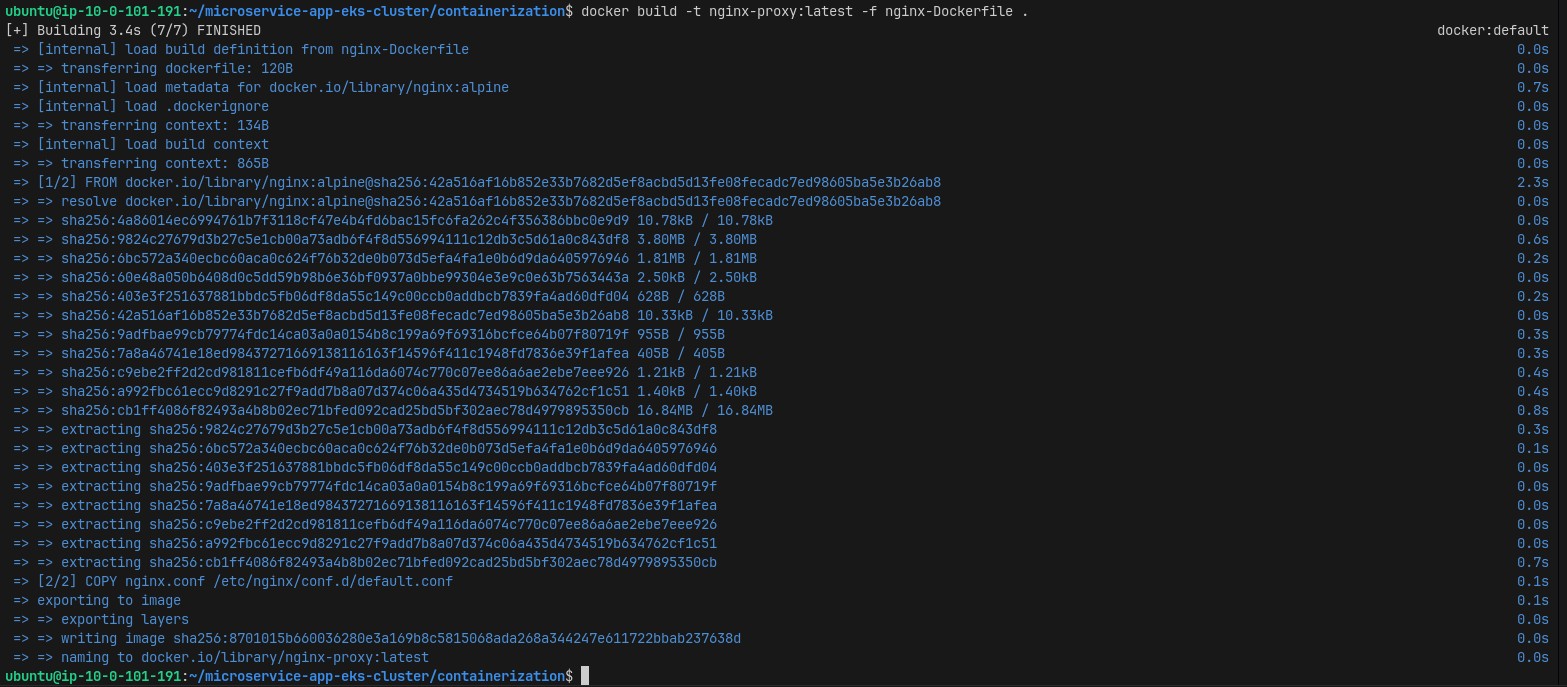 ubuntu@ip-10-0-101-191:~/microservice-app-eks-cluster/containerization$ docker build -t nginx-proxy:latest -f nginx-Dockerfile .
[+] Building 3.4s (7/7) FINISHED docker:default
=> [internal] load build definition from nginx-Dockerfile 0.0s
=> => transferring dockerfile: 120B 0.0s
=> [internal] load metadata for docker.io/library/nginx:alpine 0.7s
=> [internal] load .dockerignore 0.0s
=> => transferring context: 134B 0.0s
=> [internal] load build context 0.0s
=> => transferring context: 865B 0.0s
=> [1/2] FROM docker.io/library/nginx:alpine@sha256:42a516af16b852e33b7682d5ef8acbd5d13fe08fecadc7ed98605ba5e3b26ab8 2.3s
=> => resolve docker.io/library/nginx:alpine@sha256:42a516af16b852e33b7682d5ef8acbd5d13fe08fecadc7ed98605ba5e3b26ab8 0.0s
=> => sha256:4a86014ec6994761b7f3118cf47e4b4fd6bac15fc6fa262c4f356386bbc0e9d9 10.78kB / 10.78kB 0.0s
=> => sha256:9824c27679d3b27c5e1cb00a73adb6f4f8d556994111c12db3c5d61a0c843df8 3.80MB / 3.80MB 0.6s
=> => sha256:6bc572a340ecbc60aca0c624f76b32de0b073d5efa4fa1e0b6d9da6405976946 1.81MB / 1.81MB 0.2s
=> => sha256:60e48a050b6408d0c5dd59b98b6e36bf0937a0bbe99304e3e9c0e63b7563443a 2.50kB / 2.50kB 0.0s
=> => sha256:403e3f251637881bbdc5fb06df8da55c149c00ccb0addbcb7839fa4ad60dfd04 628B / 628B 0.2s
=> => sha256:42a516af16b852e33b7682d5ef8acbd5d13fe08fecadc7ed98605ba5e3b26ab8 10.33kB / 10.33kB 0.0s
=> => sha256:9adfbae99cb79774fdc14ca03a0a0154b8c199a69f69316bcfce64b07f80719f 955B / 955B 0.3s
=> => sha256:7a8a46741e18ed98437271669138116163f14596f411c1948fd7836e39f1afea 405B / 405B 0.3s
=> => sha256:c9ebe2ff2d2cd981811cefb6df49a116da6074c770c07ee86a6ae2ebe7eee926 1.21kB / 1.21kB 0.4s
=> => sha256:a992fbc61ecc9d8291c27f9add7b8a07d374c06a435d4734519b634762cf1c51 1.40kB / 1.40kB 0.4s
=> => sha256:cb1ff4086f82493a4b8b02ec71bfed092cad25bd5bf302aec78d4979895350cb 16.84MB / 16.84MB 0.8s
=> => extracting sha256:9824c27679d3b27c5e1cb00a73adb6f4f8d556994111c12db3c5d61a0c843df8 0.3s
=> => extracting sha256:6bc572a340ecbc60aca0c624f76b32de0b073d5efa4fa1e0b6d9da6405976946 0.1s
=> => extracting sha256:403e3f251637881bbdc5fb06df8da55c149c00ccb0addbcb7839fa4ad60dfd04 0.0s
=> => extracting sha256:9adfbae99cb79774fdc14ca03a0a0154b8c199a69f69316bcfce64b07f80719f 0.0s
=> => extracting sha256:7a8a46741e18ed98437271669138116163f14596f411c1948fd7836e39f1afea 0.0s
=> => extracting sha256:c9ebe2ff2d2cd981811cefb6df49a116da6074c770c07ee86a6ae2ebe7eee926 0.0s
=> => extracting sha256:a992fbc61ecc9d8291c27f9add7b8a07d374c06a435d4734519b634762cf1c51 0.0s
=> => extracting sha256:cb1ff4086f82493a4b8b02ec71bfed092cad25bd5bf302aec78d4979895350cb 0.7s
=> [2/2] COPY nginx.conf /etc/nginx/conf.d/default.conf 0.1s
=> exporting to image 0.1s
=> => exporting layers 0.0s
=> => writing image sha256:8701015b660036280e3a169b8c5815068ada268a344247e611722bbab237638d 0.0s
=> => naming to docker.io/library/nginx-proxy:latest 0.0s
ubuntu@ip-10-0-101-191:~/microservice-app-eks-cluster/containerization$